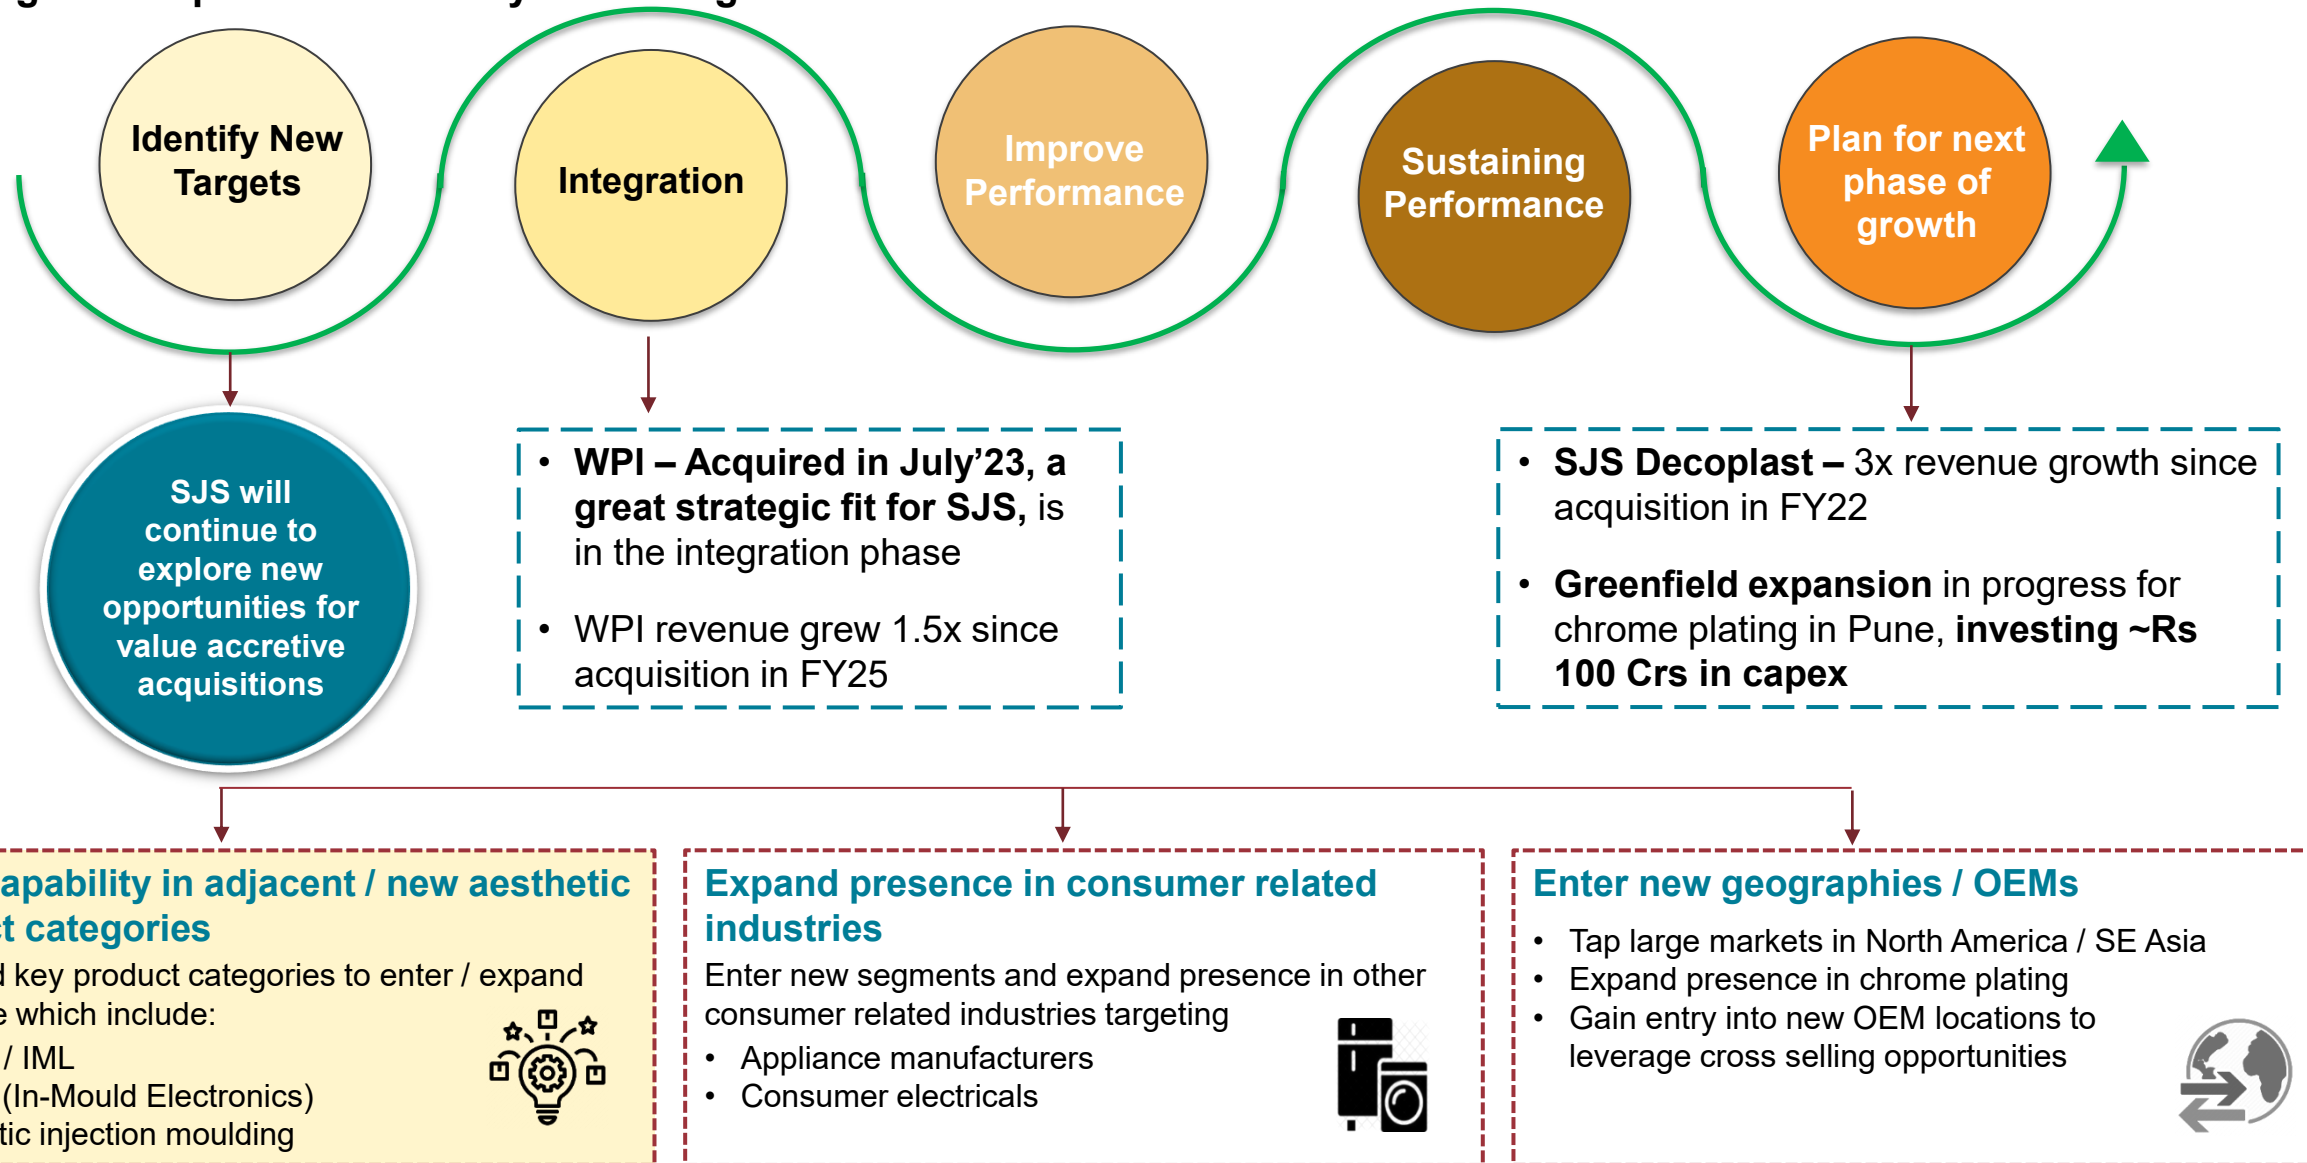 Identify New
Targets
Integration
Improve
Performance
Sustaining
Performance
Plan for next
phase of
growth
SJS will
continue to
explore new
opportunities for
value accretive
acquisitions
• WPI – Acquired in July’23, a
great strategic fit for SJS, is
in the integration phase
• WPI revenue grew 1.5x since
acquisition in FY25
• SJS Decoplast – 3x revenue growth since
acquisition in FY22
• Greenfield expansion in progress for
chrome plating in Pune, investing ~Rs
100 Crs in capex
apability in adjacent / new aesthetic
ct categories
key product categories to enter / expand
which include:
/ IML
(In-Mould Electronics)
tic injection moulding
Expand presence in consumer related
industries
Enter new segments and expand presence in other
consumer related industries targeting
• Appliance manufacturers
• Consumer electricals
Enter new geographies / OEMs
• Tap large markets in North America / SE Asia
• Expand presence in chrome plating
• Gain entry into new OEM locations to
leverage cross selling opportunities